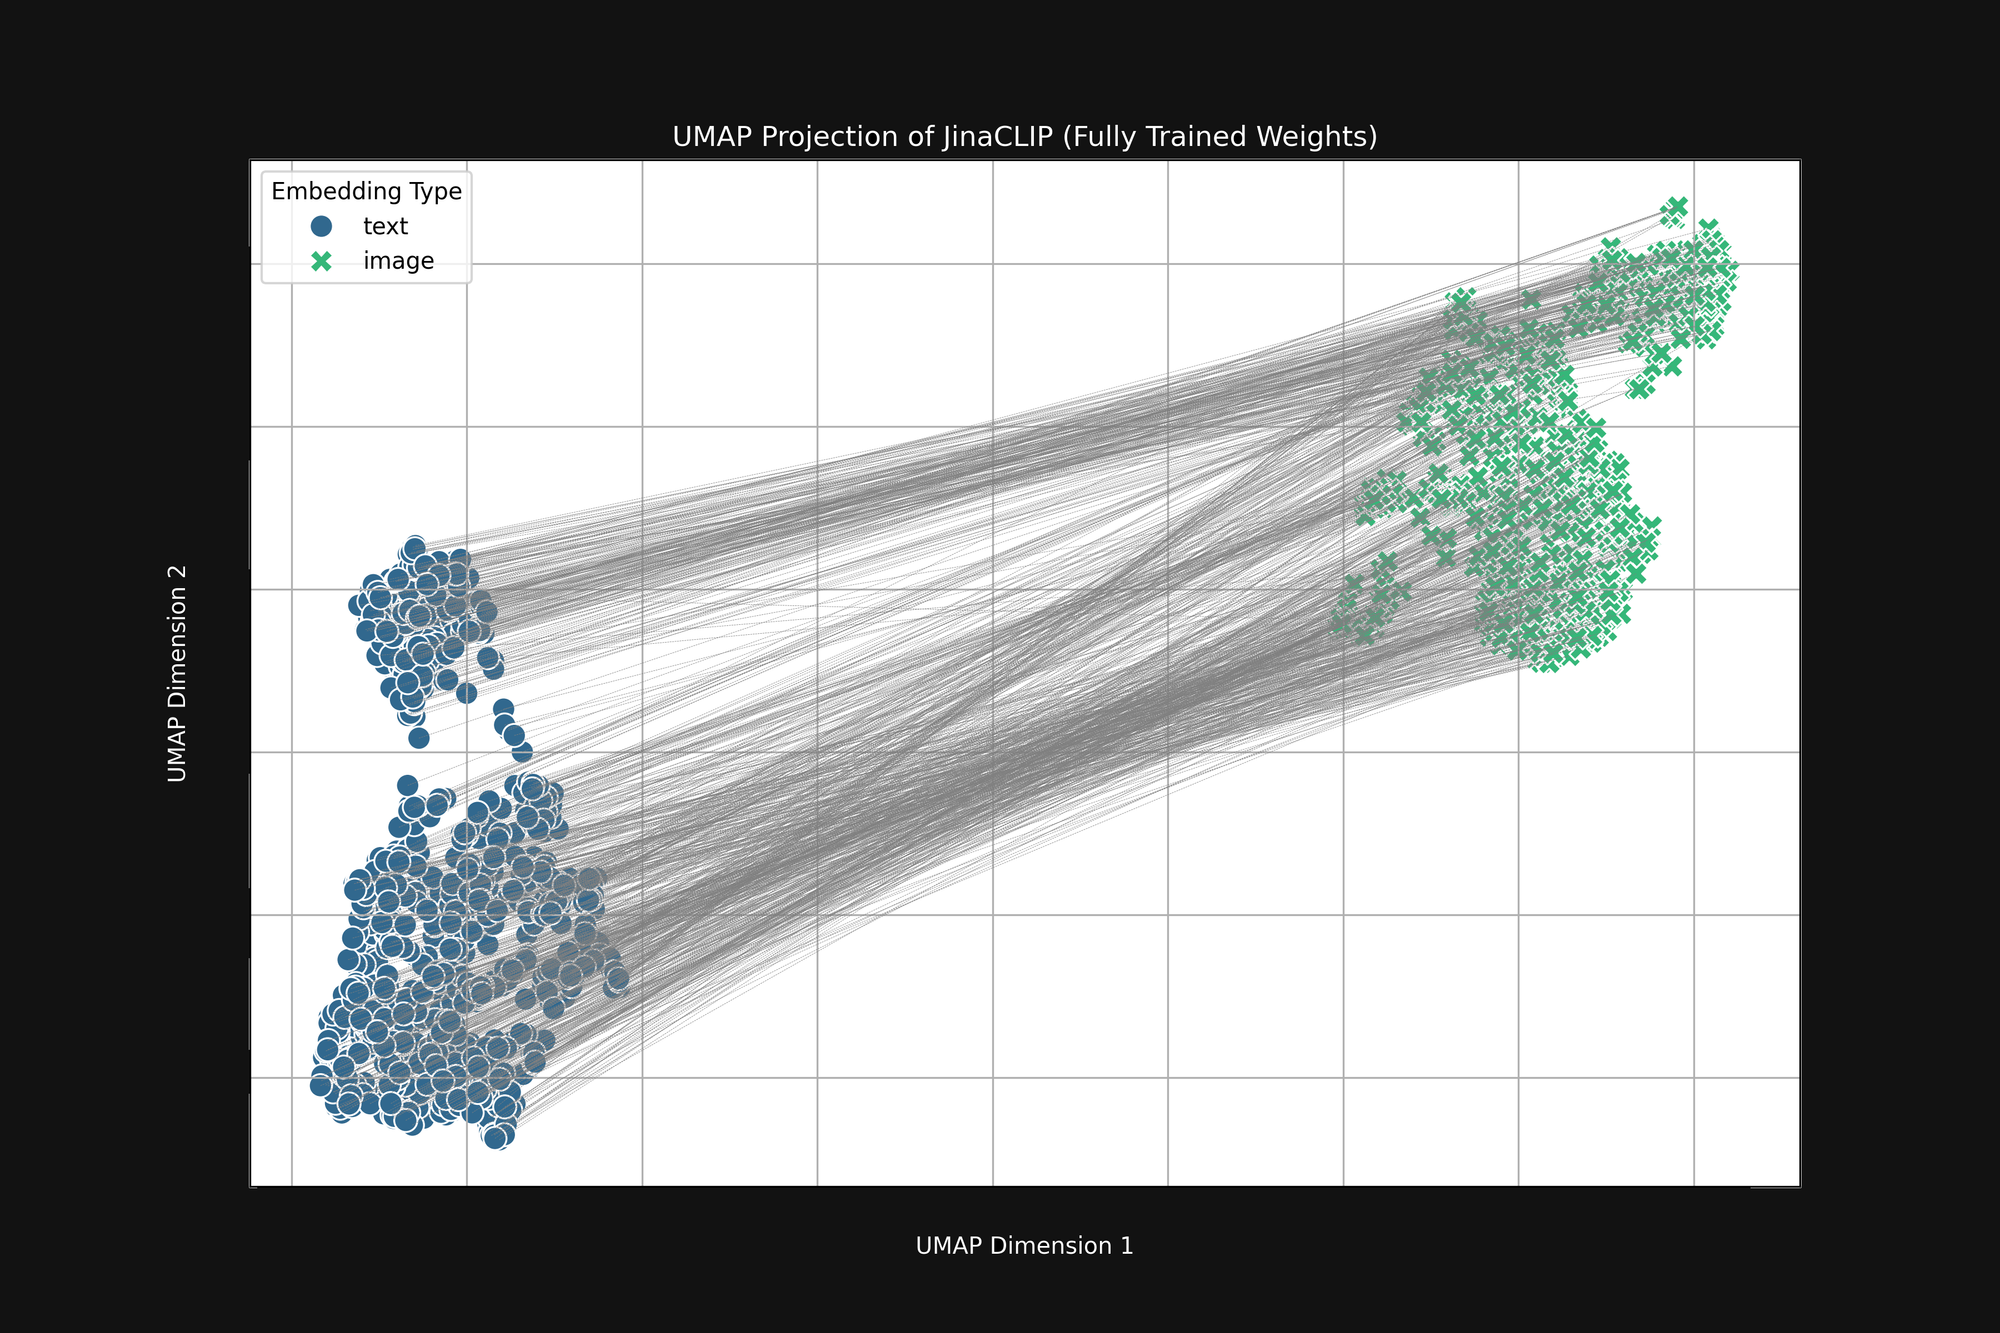 UMAP Projection of JinaCLIP (Fully Trained Weights)
Embedding Type
text
image
UMAP Dimension 2
UMAP Dimension 1